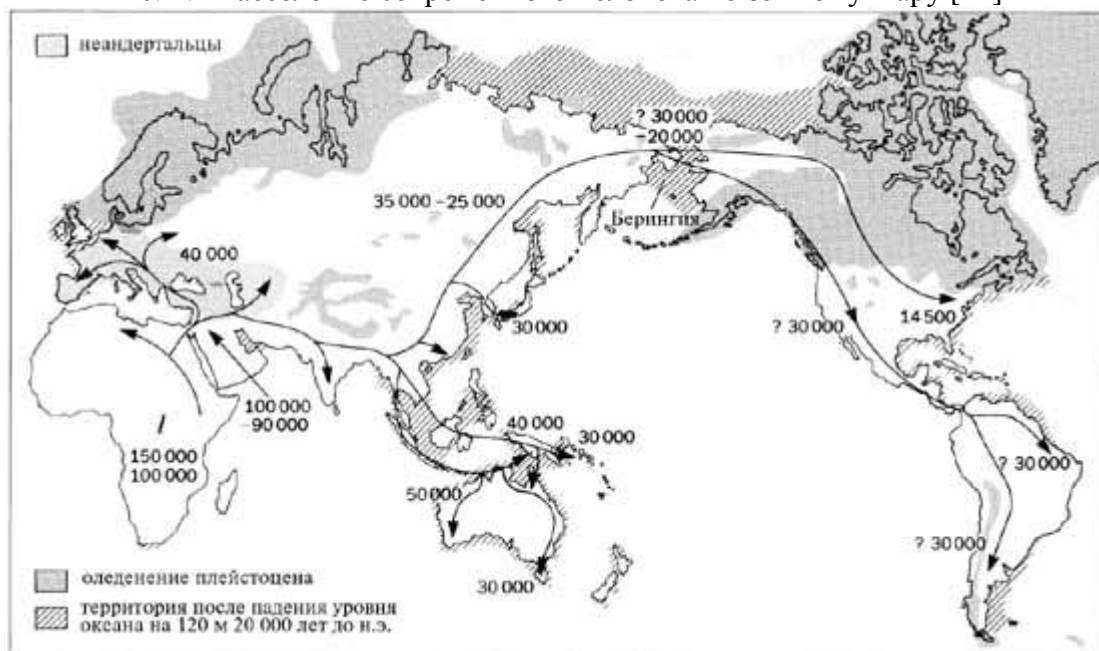 неандертальцы
? 30 000
–20 000
35 000 –25 000
Берингия
40 000
30 000
? 30 000
14 500
100 000
–90 000
150 000
100 000
40 000
30 000
? 30 000
50 000
? 30 000
30 000
оледенение плейстоцена
территория после падения уровня
океана на 120 м 20 000 лет до н.э.